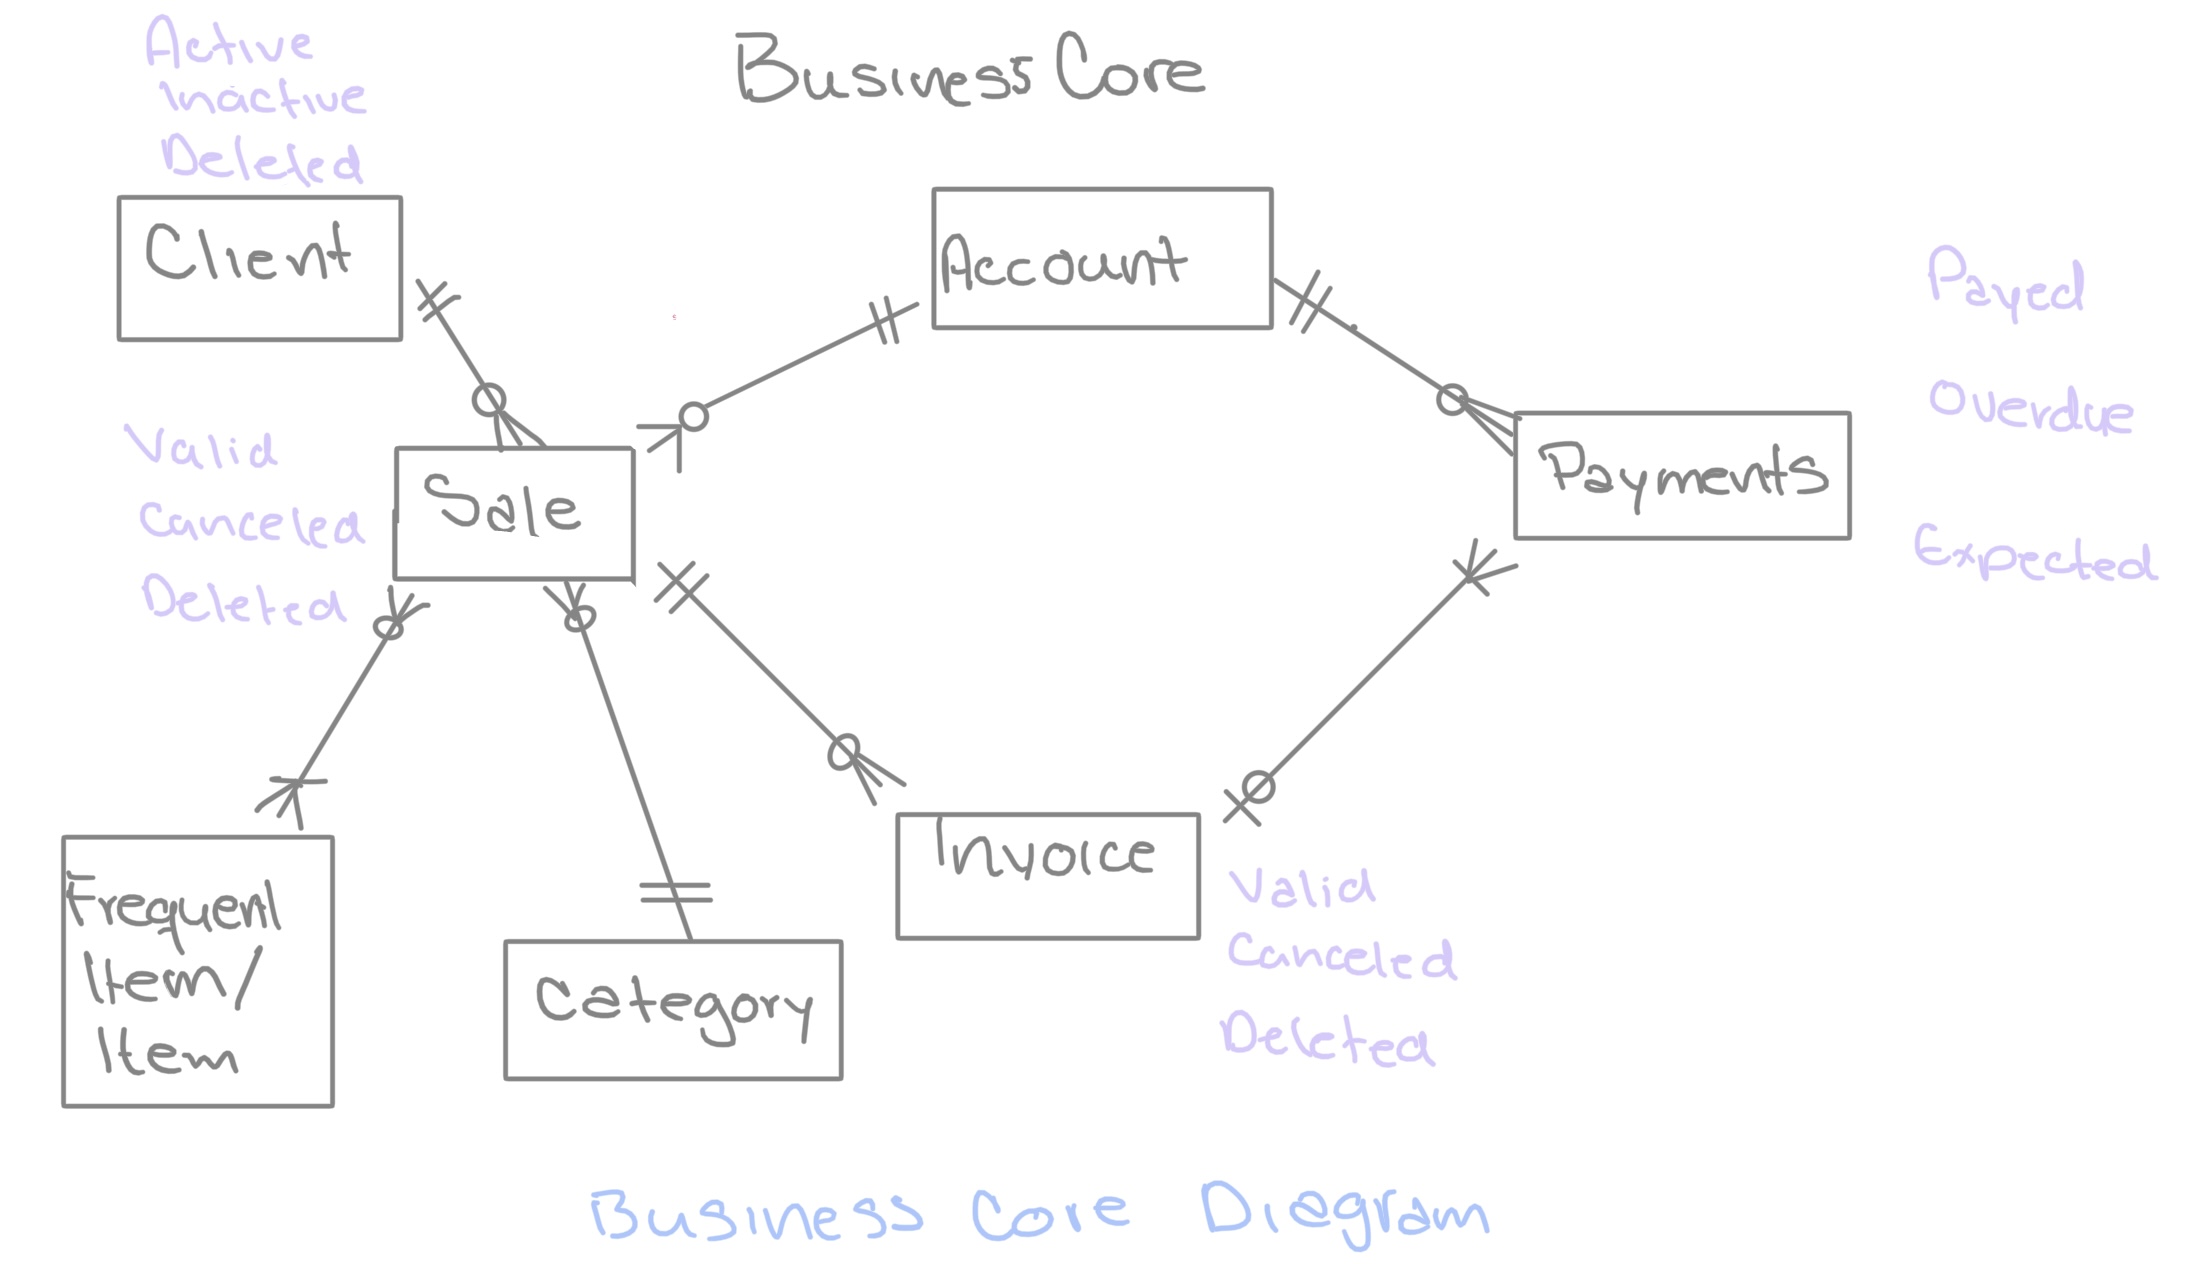 Business Core
Active
Inactive
Deleted
Client
Account
Payed
Overdue
Expected
Valid
Canceled
Deleted
Sale
Payments
Frequent
Item/
Item
Category
Invoice
Valid
Canceled
Deleted
Business Core Diagram